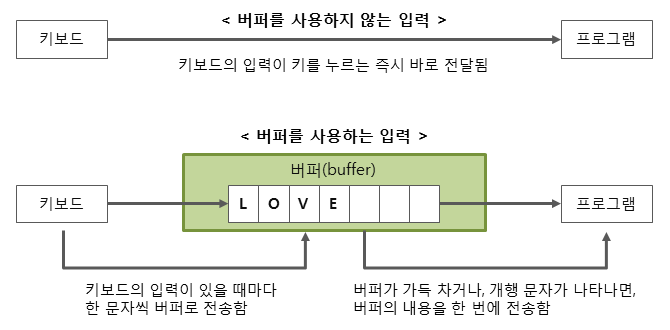 < 버퍼를 사용하지 않는 입력 >
키보드
프로그램
키보드의 입력이 키를 누르는 즉시 바로 전달됨
< 버퍼를 사용하는 입력 >
버퍼(buffer)
키보드
L O V E
프로그램
키보드의 입력이 있을 때마다
한 문자씩 버퍼로 전송함
버퍼가 가득 차거나, 개행 문자가 나타나면,
버퍼의 내용을 한 번에 전송함